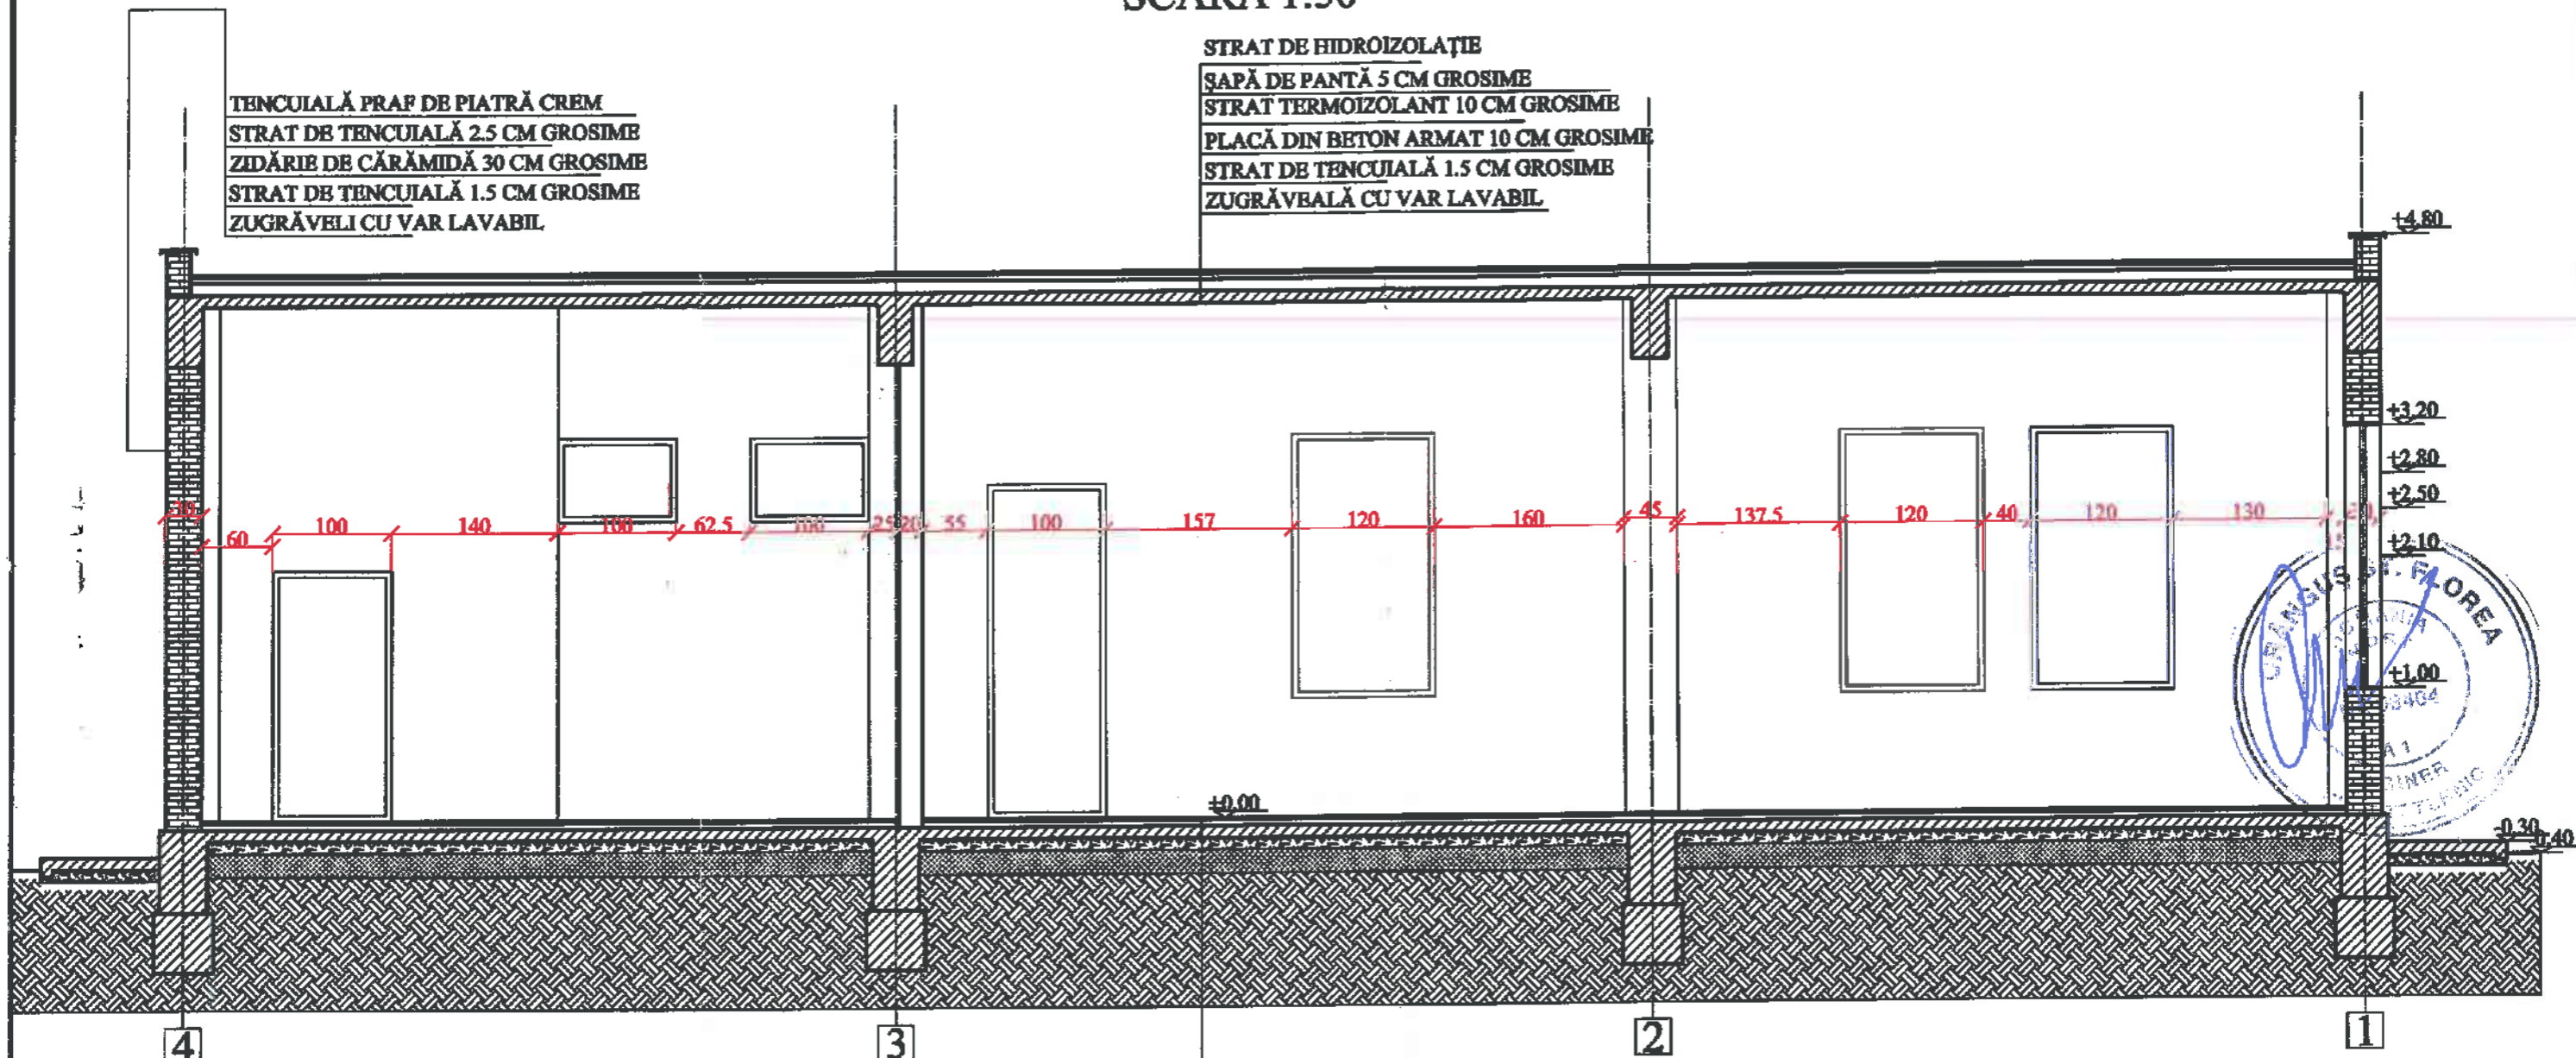 SCARA 1:50
TENCUIALĂ PRAF DE PIATRĂ CREM
STRAT DE TENCUIALĂ 2.5 CM GROSIME
ZIDĂRIE DE CĂRĂMIDĂ 30 CM GROSIME
STRAT DE TENCUIALĂ 1.5 CM GROSIME
ZUGRĂVELI CU VAR LAVABIL
STRAT DE HIDROIZOLAȚIE
ȘAPĂ DE PANTĂ 5 CM GROSIME
STRAT TERMOIZOLANT 10 CM GROSIME
PLACĂ DIN BETON ARMAT 10 CM GROSIME
STRAT DE TENCUIALĂ 1.5 CM GROSIME
ZUGRĂVEALĂ CU VAR LAVABIL
+4.80
+3.20
+2.80
+2.50
+2.10
+1.00
30 60 100 140 100 62.5 100 25 20 55 100 157 120 160 45 137.5 120 40 120 130 15
ST. FLOREA
ROMANIA
±0.00
-0.30
4 3 2 1